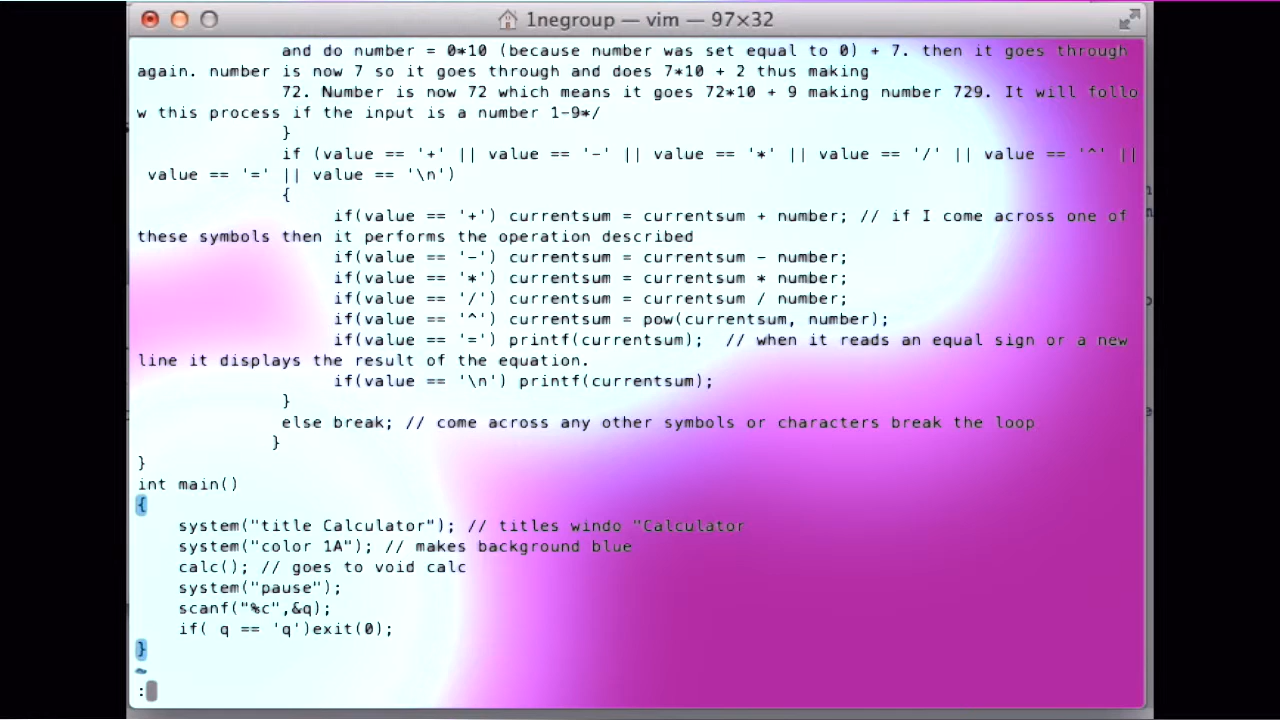 1negroup — vim — 97×32
and do number = 0*10 (because number was set equal to 0) + 7. then it goes through
again. number is now 7 so it goes through and does 7*10 + 2 thus making
72. Number is now 72 which means it goes 72*10 + 9 making number 729. It will follo
w this process if the input is a number 1-9*/
}
if (value == '+' || value == '-' || value == '*' || value == '/' || value == '^' ||
value == '=' || value == '\n')
{
if(value == '+') currentsum = currentsum + number; // if I come across one of
these symbols then it performs the operation described
if(value == '-') currentsum = currentsum - number;
if(value == '*') currentsum = currentsum * number;
if(value == '/') currentsum = currentsum / number;
if(value == '^') currentsum = pow(currentsum, number);
if(value == '=') printf(currentsum);  // when it reads an equal sign or a new
line it displays the result of the equation.
if(value == '\n') printf(currentsum);
}
else break; // come across any other symbols or characters break the loop
}
}
int main()
{
system("title Calculator"); // titles windo "Calculator
system("color 1A"); // makes background blue
calc(); // goes to void calc
system("pause");
scanf("%c",&q);
if( q == 'q')exit(0);
}
~
: